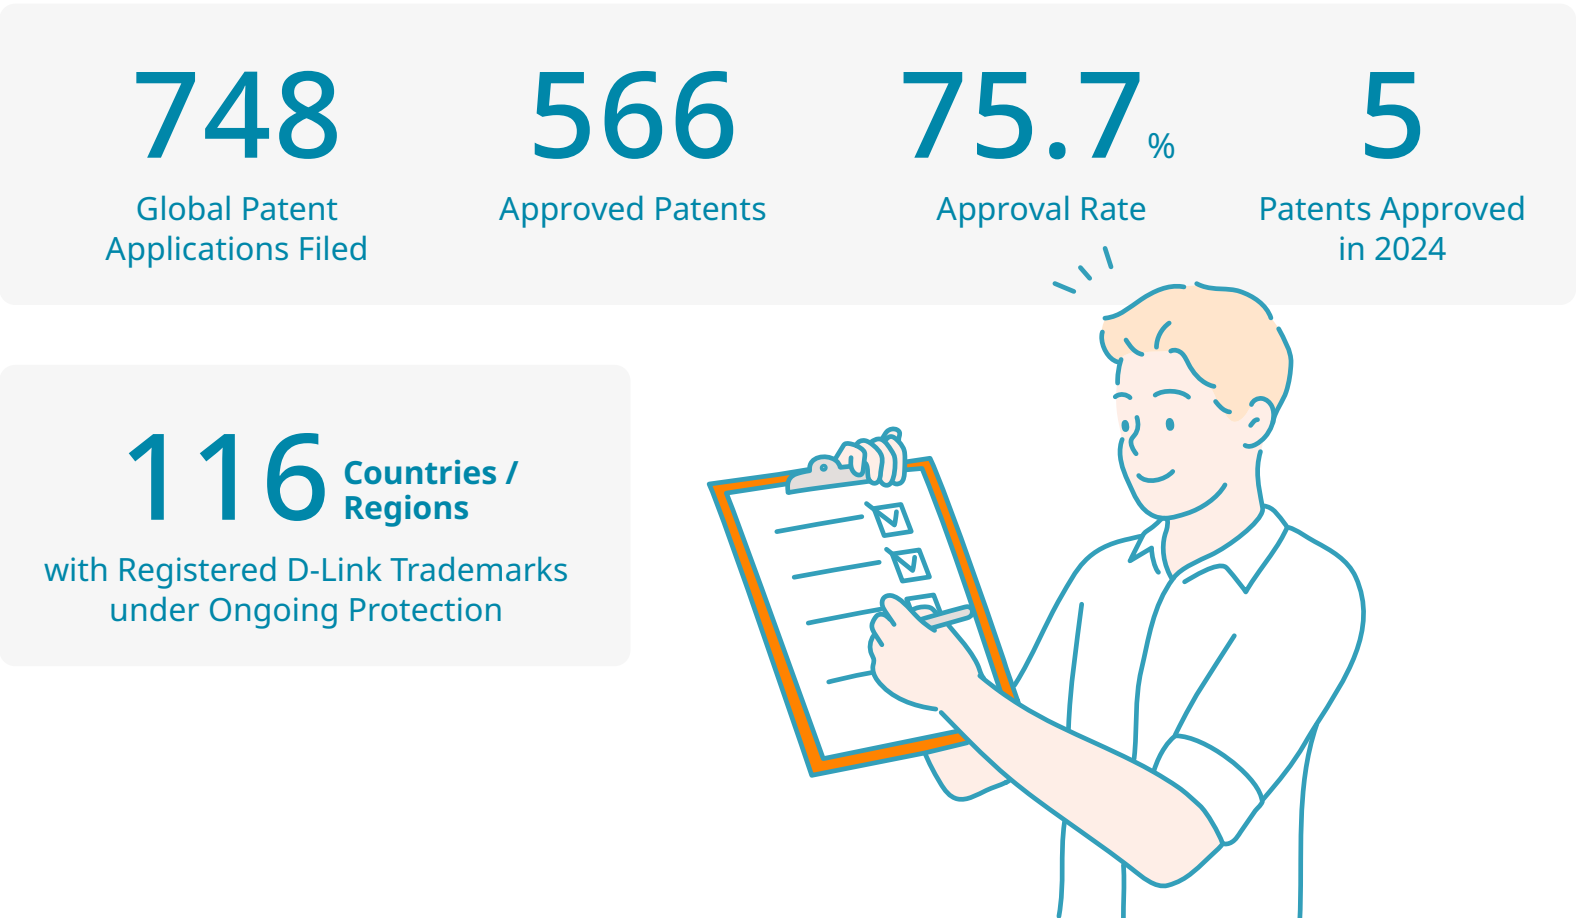 748
Global Patent
Applications Filed
566
Approved Patents
75.7%
Approval Rate
5
Patents Approved
in 2024
116 Countries /
Regions
with Registered D-Link Trademarks
under Ongoing Protection